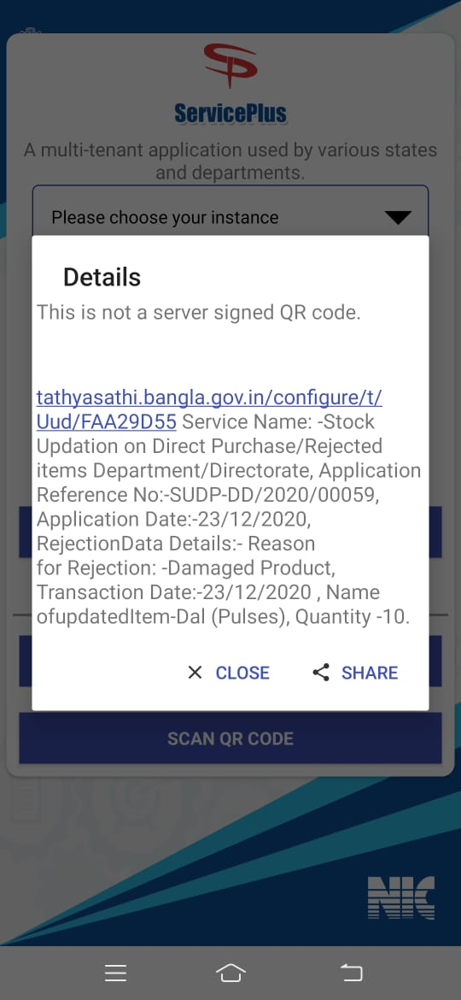 ServicePlus
A multi-tenant application used by various states
and departments.
Please choose your instance
Details
This is not a server signed QR code.
tathyasathi.bangla.gov.in/configure/t/
Uud/FAA29D55 Service Name: -Stock
Updation on Direct Purchase/Rejected
items Department/Directorate, Application
Reference No:-SUDP-DD/2020/00059,
Application Date:-23/12/2020,
RejectionData Details:- Reason
for Rejection: -Damaged Product,
Transaction Date:-23/12/2020 , Name
ofupdatedItem-Dal (Pulses), Quantity -10.
CLOSE
SHARE
SCAN QR CODE
NIC